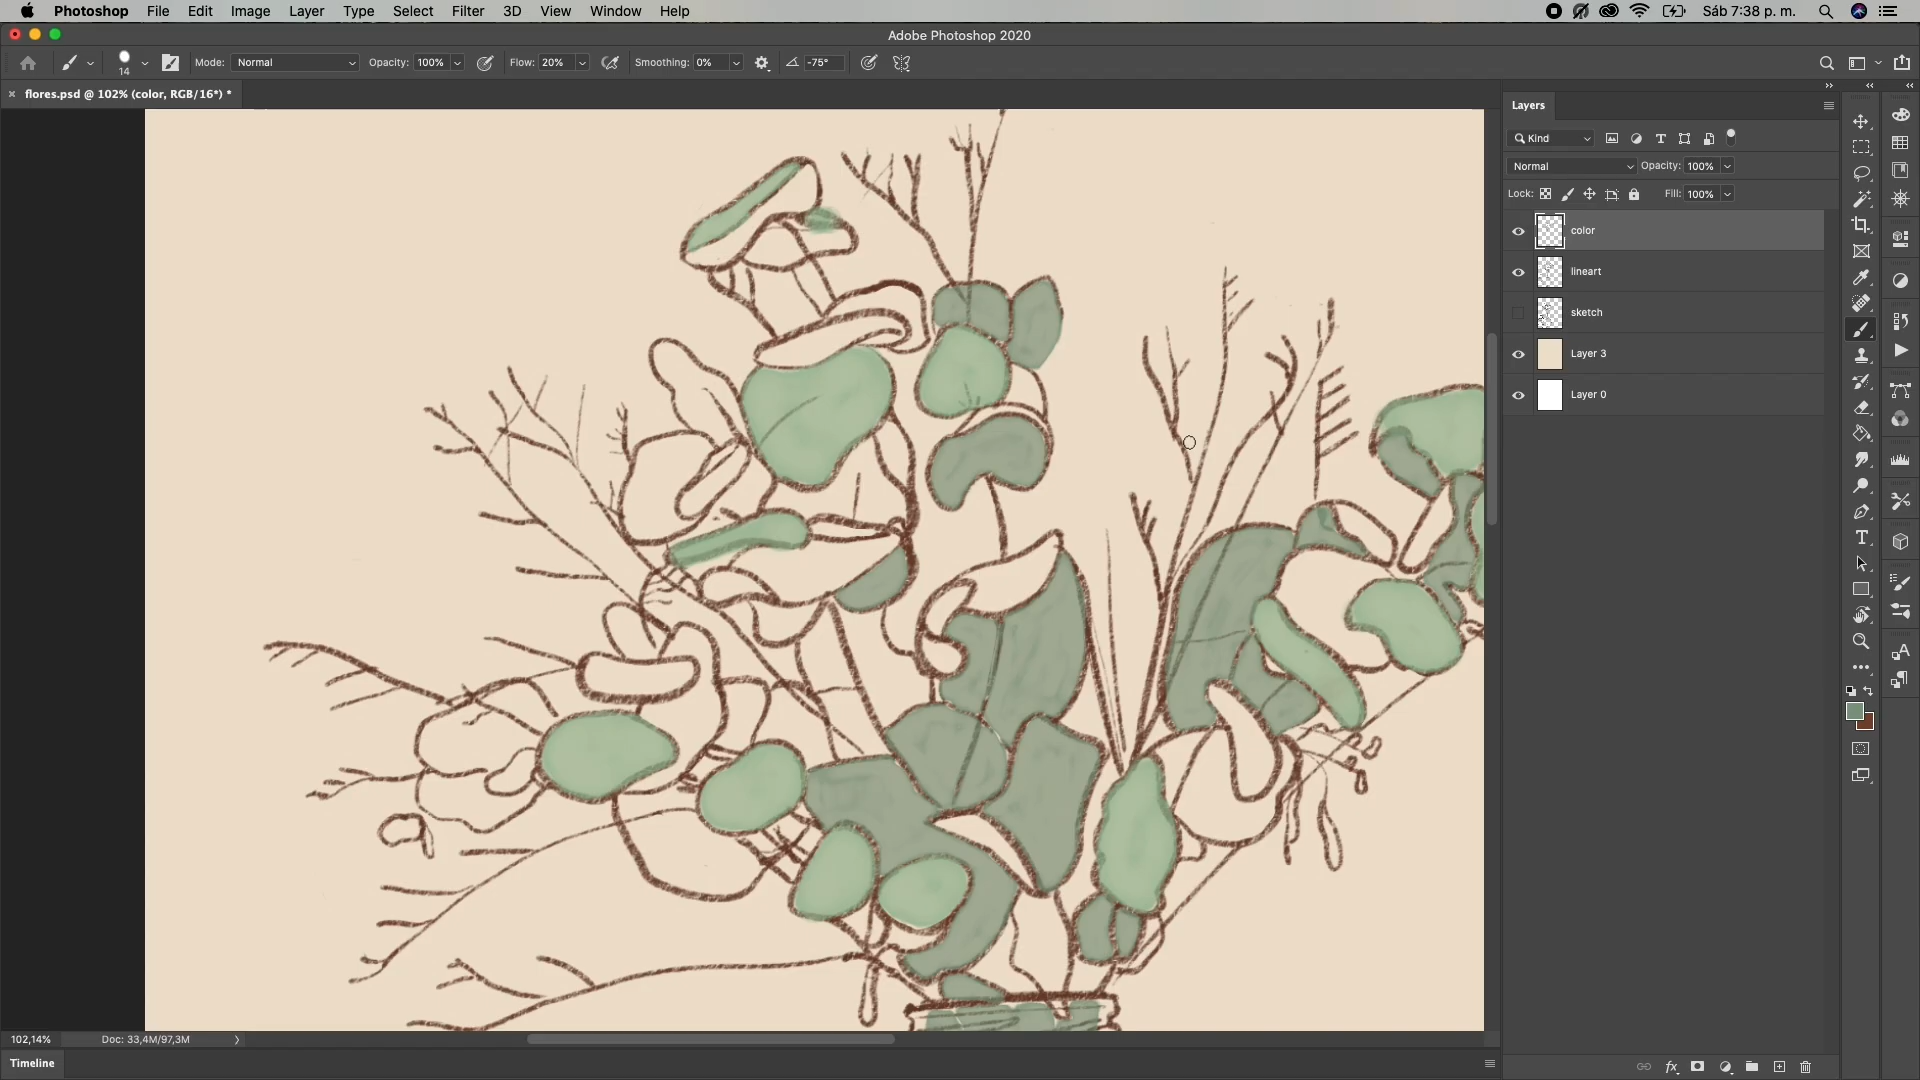 Photoshop File Edit Image Layer Type Select Filter 3D View Window Help Sáb 7:38 p. m.
Adobe Photoshop 2020
14 Mode: Normal Opacity: 100% Flow: 20% Smoothing: 0% -75°
flores.psd @ 102% (color, RGB/16*) *
Layers
Kind
Normal Opacity: 100%
Lock: Fill: 100%
color
lineart
sketch
Layer 3
Layer 0
102,14% Doc: 33,4M/97,3M
Timeline